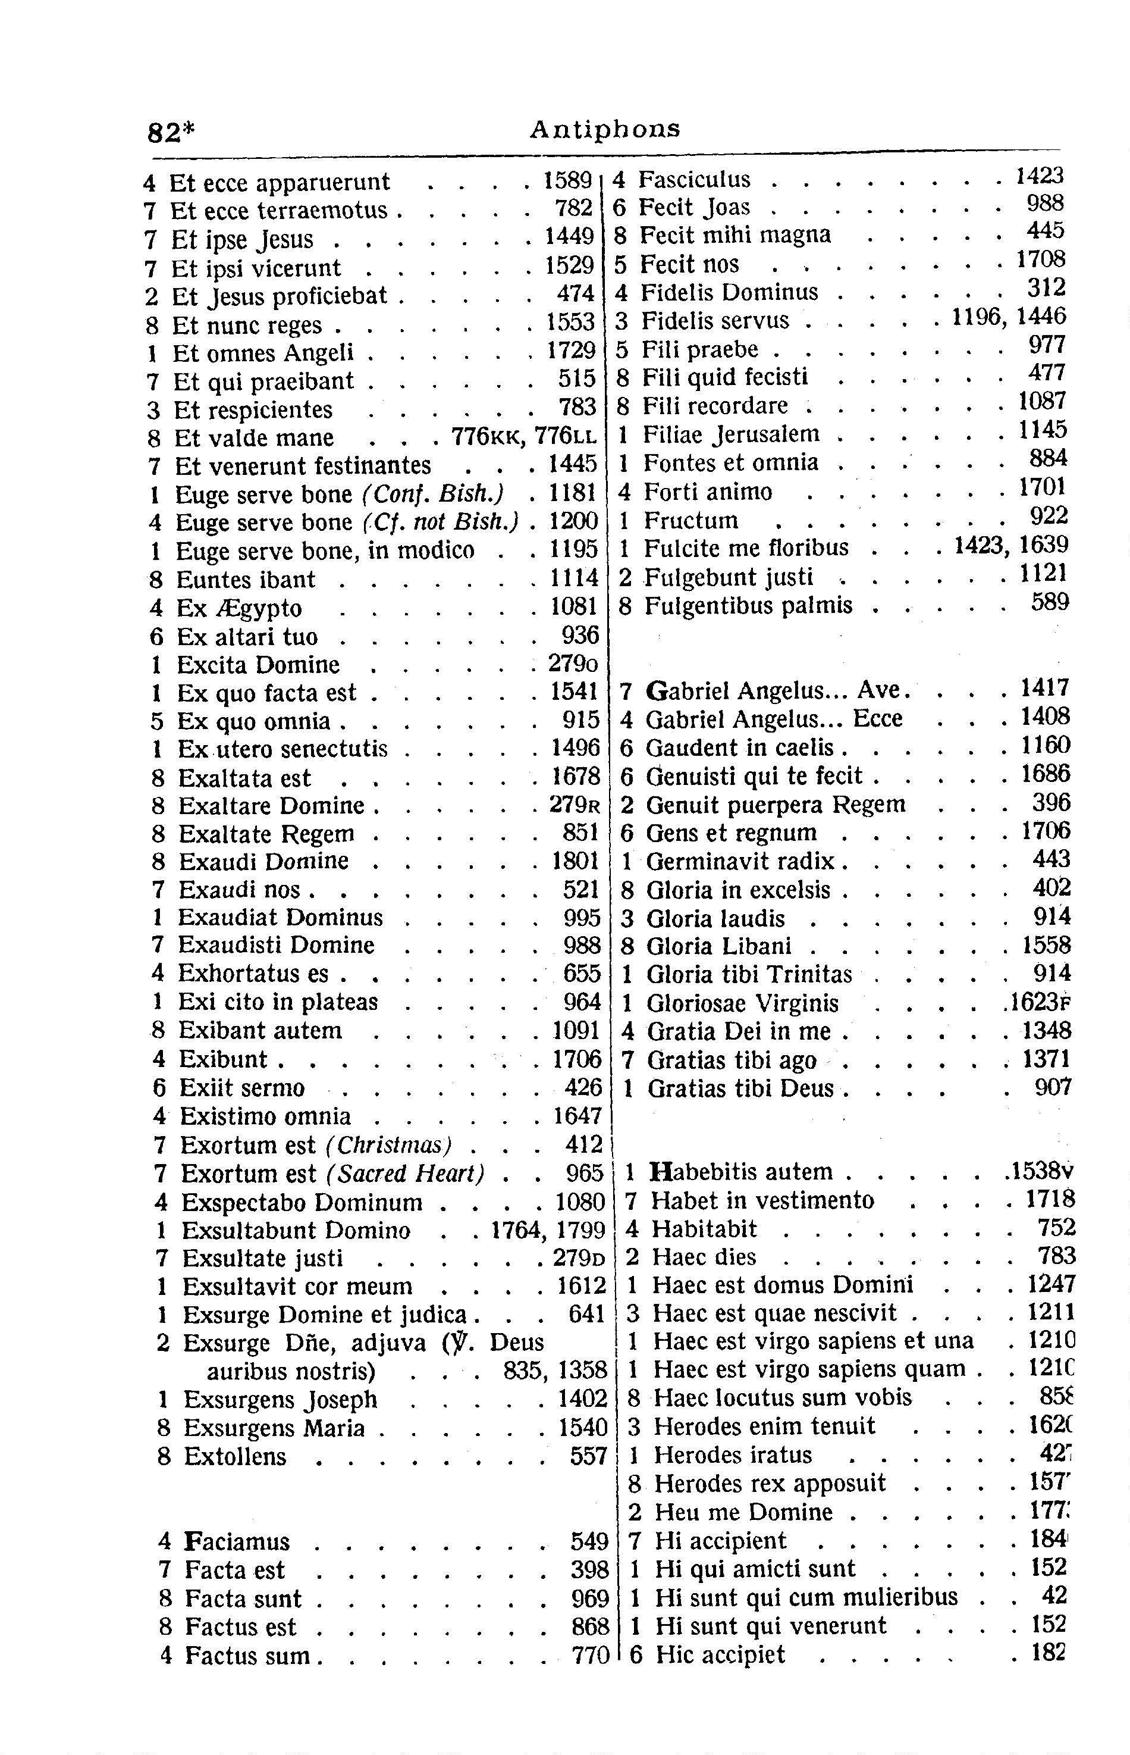 82*
Antiphons
4 Et ecce apparuerunt . . . . 1589
7 Et ecce terraemotus . . . . . 782
7 Et ipse Jesus . . . . . . . 1449
7 Et ipsi vicerunt . . . . . . 1529
2 Et Jesus proficiebat . . . . . 474
8 Et nunc reges . . . . . . . 1553
1 Et omnes Angeli . . . . . . 1729
7 Et qui praeibant . . . . . . 515
3 Et respicientes . . . . . . 783
8 Et valde mane . . . 776KK, 776LL
7 Et venerunt festinantes . . . 1445
1 Euge serve bone (Conf. Bish.) . 1181
4 Euge serve bone (Cf. not Bish.) . 1200
1 Euge serve bone, in modico . . 1195
8 Euntes ibant . . . . . . . 1114
4 Ex Ægypto . . . . . . . 1081
6 Ex altari tuo . . . . . . . 936
1 Excita Domine . . . . . . 279O
1 Ex quo facta est . . . . . . 1541
5 Ex quo omnia . . . . . . . 915
1 Ex utero senectutis . . . . . 1496
8 Exaltata est . . . . . . . 1678
8 Exaltare Domine . . . . . . 279R
8 Exaltate Regem . . . . . . 851
8 Exaudi Domine . . . . . . 1801
7 Exaudi nos . . . . . . . . 521
1 Exaudiat Dominus . . . . . 995
7 Exaudisti Domine . . . . . 988
4 Exhortatus es . . . . . . . 655
1 Exi cito in plateas . . . . . 964
8 Exibant autem . . . . . . 1091
4 Exibunt . . . . . . . . . 1706
6 Exiit sermo . . . . . . . 426
4 Existimo omnia . . . . . . 1647
7 Exortum est (Christmas) . . . 412
7 Exortum est (Sacred Heart) . . 965
4 Exspectabo Dominum . . . . 1080
1 Exsultabunt Domino . . 1764, 1799
7 Exsultate justi . . . . . . 279D
1 Exsultavit cor meum . . . . 1612
1 Exsurge Domine et judica . . . 641
2 Exsurge Dñe, adjuva (℣. Deus
auribus nostris) . . . 835, 1358
1 Exsurgens Joseph . . . . . 1402
8 Exsurgens Maria . . . . . . 1540
8 Extollens . . . . . . . . 557
4 Faciamus . . . . . . . . 549
7 Facta est . . . . . . . . 398
8 Facta sunt . . . . . . . . 969
8 Factus est . . . . . . . . 868
4 Factus sum . . . . . . . . 770
4 Fasciculus . . . . . . . . 1423
6 Fecit Joas . . . . . . . . 988
8 Fecit mihi magna . . . . . 445
5 Fecit nos . . . . . . . . 1708
4 Fidelis Dominus . . . . . . 312
3 Fidelis servus . . . . . 1196, 1446
5 Fili praebe . . . . . . . . 977
8 Fili quid fecisti . . . . . . 477
8 Fili recordare . . . . . . . 1087
1 Filiae Jerusalem . . . . . . 1145
1 Fontes et omnia . . . . . . 884
4 Forti animo . . . . . . . 1701
1 Fructum . . . . . . . . 922
1 Fulcite me floribus . . . 1423, 1639
2 Fulgebunt justi . . . . . . 1121
8 Fulgentibus palmis . . . . . 589
7 Gabriel Angelus... Ave . . . . 1417
4 Gabriel Angelus... Ecce . . . 1408
6 Gaudent in caelis . . . . . . 1160
6 Genuisti qui te fecit . . . . . 1686
2 Genuit puerpera Regem . . . 396
6 Gens et regnum . . . . . . 1706
1 Germinavit radix . . . . . . 443
8 Gloria in excelsis . . . . . . 402
3 Gloria laudis . . . . . . . 914
8 Gloria Libani . . . . . . . 1558
1 Gloria tibi Trinitas . . . . . 914
1 Gloriosae Virginis . . . . . 1623F
4 Gratia Dei in me . . . . . . 1348
7 Gratias tibi ago . . . . . . 1371
1 Gratias tibi Deus . . . . . 907
1 Habebitis autem . . . . . . 1538V
7 Habet in vestimento . . . . 1718
4 Habitabit . . . . . . . . 752
2 Haec dies . . . . . . . . 783
1 Haec est domus Domini . . . 1247
3 Haec est quae nescivit . . . . 1211
1 Haec est virgo sapiens et una . 1210
1 Haec est virgo sapiens quam . . 121
8 Haec locutus sum vobis . . . 85
3 Herodes enim tenuit . . . . 162
1 Herodes iratus . . . . . . 42
8 Herodes rex apposuit . . . . 157
2 Heu me Domine . . . . . . 177
7 Hi accipient . . . . . . . 184
1 Hi qui amicti sunt . . . . . 152
1 Hi sunt qui cum mulieribus . . 42
1 Hi sunt qui venerunt . . . . 152
6 Hic accipiet . . . . . . 182